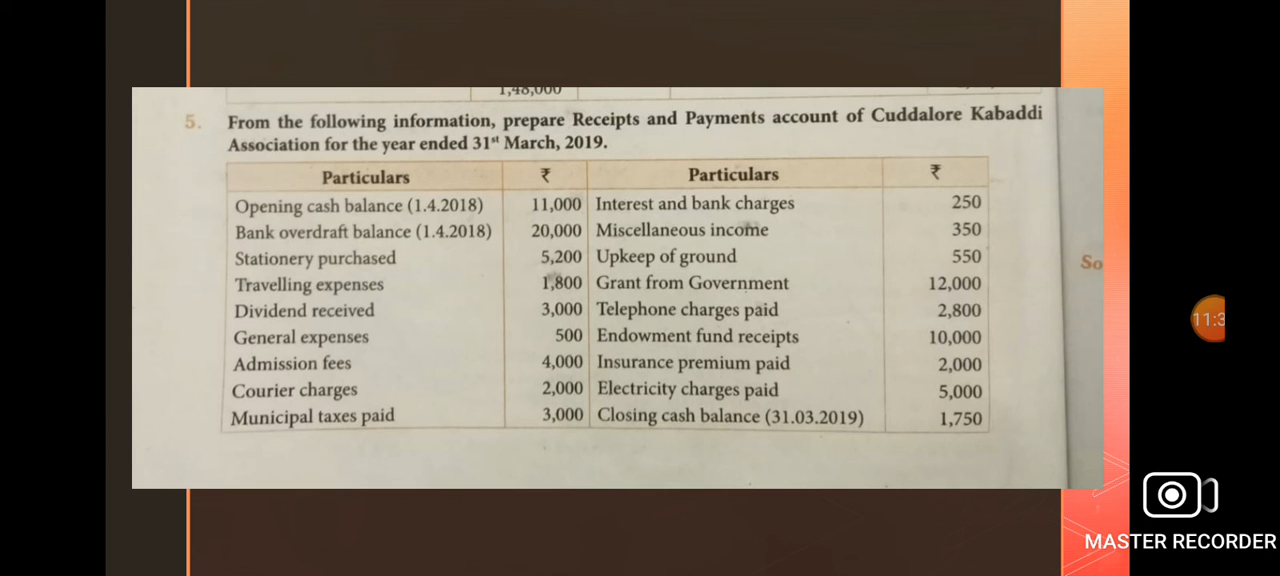 1,48,000
5. From the following information, prepare Receipts and Payments account of Cuddalore Kabaddi
Association for the year ended 31st March, 2019.
Particulars ₹ Particulars ₹
Opening cash balance (1.4.2018) 11,000 Interest and bank charges 250
Bank overdraft balance (1.4.2018) 20,000 Miscellaneous income 350
Stationery purchased 5,200 Upkeep of ground 550
Travelling expenses 1,800 Grant from Government 12,000
Dividend received 3,000 Telephone charges paid 2,800
General expenses 500 Endowment fund receipts 10,000
Admission fees 4,000 Insurance premium paid 2,000
Courier charges 2,000 Electricity charges paid 5,000
Municipal taxes paid 3,000 Closing cash balance (31.03.2019) 1,750
So
11:3
MASTER RECORDER